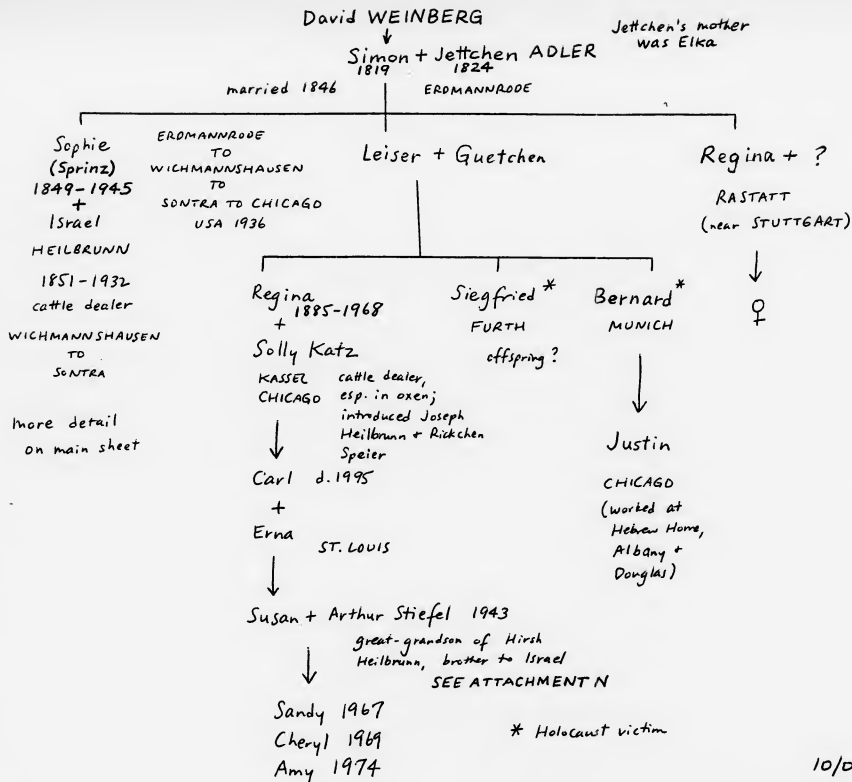 David WEINBERG
Jettchen's mother
was Elka
Simon + Jettchen ADLER
1819 1824
married 1846 ERDMANNRODE
Sophie
(Sprinz)
1849-1945
+
Israel
HEILBRUNN
1851-1932
cattle dealer
WICHMANNSHAUSEN
TO
SONTRA
more detail
on main sheet
ERDMANNRODE
TO
WICHMANNSHAUSEN
TO
SONTRA TO CHICAGO
USA 1936
Leiser + Guetchen
Regina + ?
RASTATT
(near STUTTGART)
♀
Regina
1885-1968
+
Solly Katz
KASSEL
CHICAGO
cattle dealer,
esp. in oxen;
introduced Joseph
Heilbrunn + Rickchen
Speier
Carl d. 1995
+
Erna
ST. LOUIS
Siegfried *
FURTH
offspring?
Bernard *
MUNICH
Justin
CHICAGO
(worked at
Hebrew Home,
Albany +
Douglas)
Susan + Arthur Stiefel 1943
great-grandson of Hirsh
Heilbrunn, brother to Israel
SEE ATTACHMENT N
Sandy 1967
Cheryl 1969
Amy 1974
* Holocaust victim